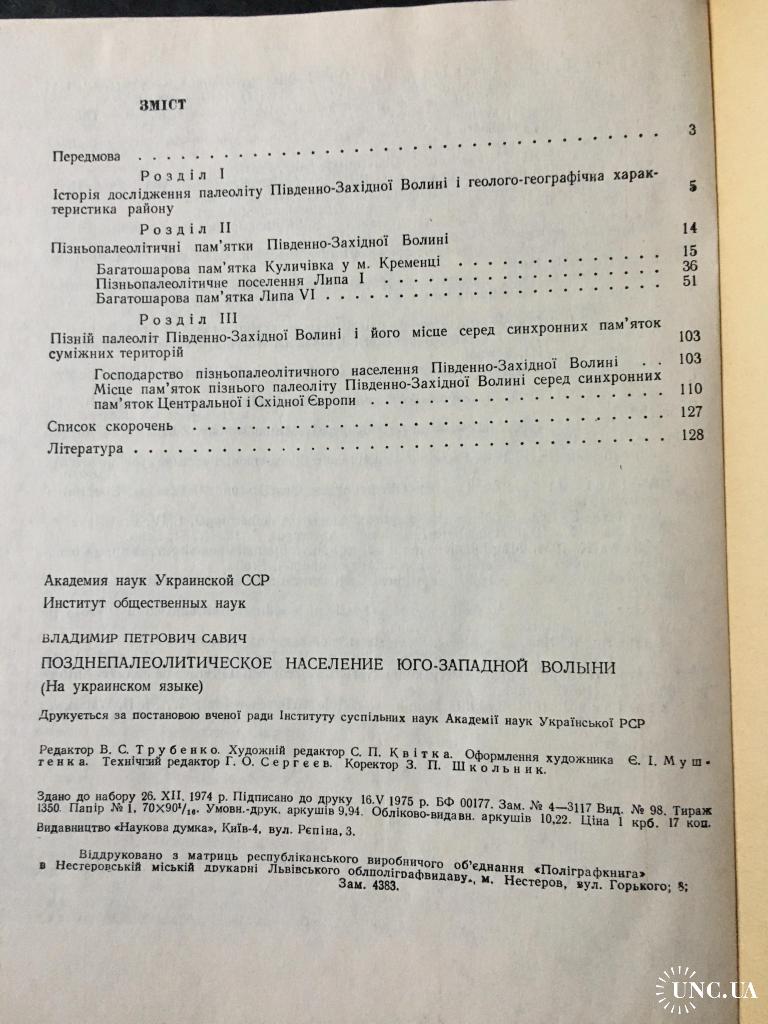 ЗМІСТ
Передмова . . . . . . . . . . . . . . . . . . . . . . . . . . . . 3
Розділ I
Історія дослідження палеоліту Південно-Західної Волині і геолого-географічна харак-
теристика району 5
Розділ II
Пізньопалеолітичні пам'ятки Південно-Західної Волині 14
Багатошарова пам'ятка Куличівка у м. Кременці . . . . . . . . . . 15
Пізньопалеолітичне поселення Липа I . . . . . . . . . . . . . 36
Багатошарова пам'ятка Липа VI . . . . . . . . . . . . . . . 51
Розділ III
Пізній палеоліт Південно-Західної Волині і його місце серед синхронних пам'яток
суміжних територій 103
Господарство пізньопалеолітичного населення Південно-Західної Волині . . 103
Місце пам'яток пізнього палеоліту Південно-Західної Волині серед синхронних
пам'яток Центральної і Східної Європи . . . . . . . . . . . . . . 110
Список скорочень . . . . . . . . . . . . . . . . . . . . . . . . 127
Література . . . . . . . . . . . . . . . . . . . . . . . . . . . 128
Академия наук Украинской ССР
Институт общественных наук
ВЛАДИМИР ПЕТРОВИЧ САВИЧ
ПОЗДНЕПАЛЕОЛИТИЧЕСКОЕ НАСЕЛЕНИЕ ЮГО-ЗАПАДНОЙ ВОЛЫНИ
(На украинском языке)
Друкується за постановою вченої ради Інституту суспільних наук Академії наук Української РСР
Редактор В. С. Трубенко. Художній редактор С. П. Квітка. Оформлення художника Є. І. Муш-
тенка. Технічний редактор Г. О. Сергєєв. Коректор З. П. Школьник.
Здано до набору 26. XII. 1974 р. Підписано до друку 16.V 1975 р. БФ 00177. Зам. № 4—3117 Вид. № 98. Тираж
1350. Папір № 1, 70×90¹/₁₆. Умовн.-друк. аркушів 9,94. Обліково-видавн. аркушів 10,22. Ціна 1 крб. 17 коп.
Видавництво «Наукова думка», Київ-4, вул. Рєпіна, 3.
Віддруковано з матриць республіканського виробничого об'єднання «Поліграфкнига»
в Нестеровській міській друкарні Львівського облполіграфвидаву., м. Нестеров, вул. Горького; 8;
Зам. 4383.
UNC.UA